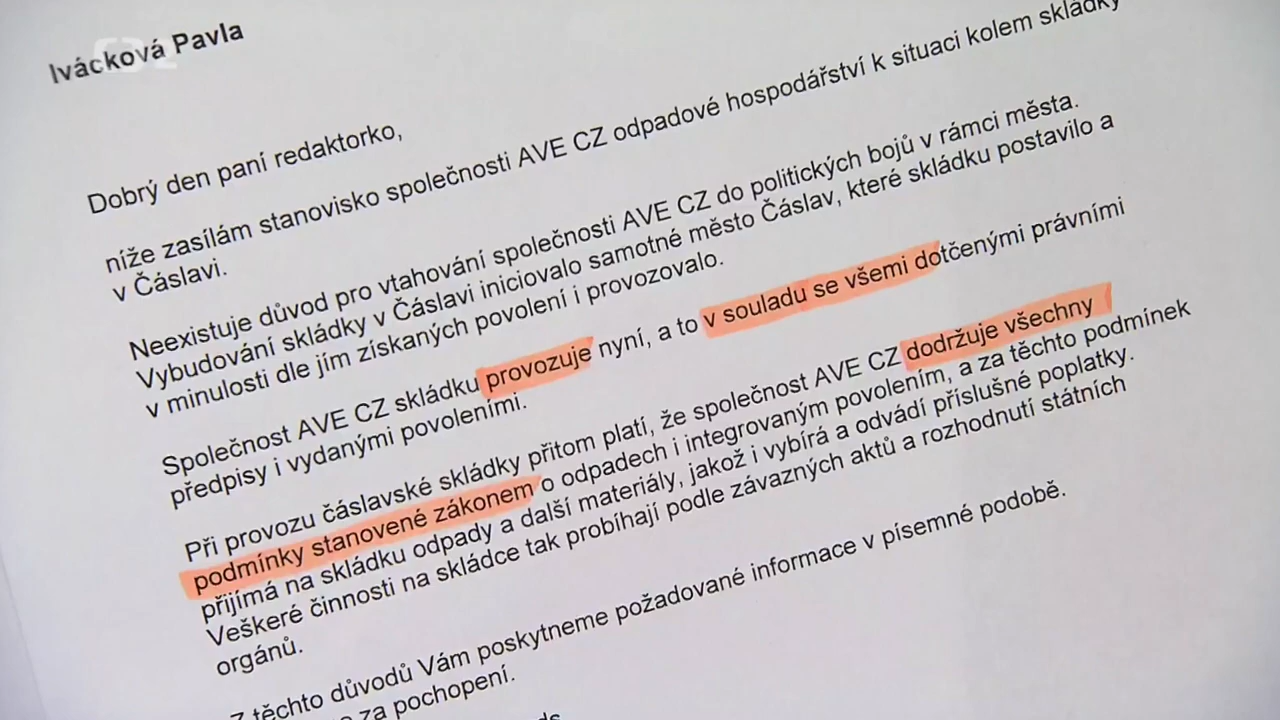 Ivácková Pavla
Dobrý den paní redaktorko,
níže zasílám stanovisko společnosti AVE CZ odpadové hospodářství k situaci kolem skládky
v Čáslavi.
Neexistuje důvod pro vtahování společnosti AVE CZ do politických bojů v rámci města.
Vybudování skládky v Čáslavi iniciovalo samotné město Čáslav, které skládku postavilo a
v minulosti dle jím získaných povolení i provozovalo.
Společnost AVE CZ skládku provozuje nyní, a to v souladu se všemi dotčenými právními
předpisy i vydanými povoleními.
Při provozu čáslavské skládky přitom platí, že společnost AVE CZ dodržuje všechny
podmínky stanovené zákonem o odpadech i integrovaným povolením, a za těchto podmínek
přijímá na skládku odpady a další materiály, jakož i vybírá a odvádí příslušné poplatky.
Veškeré činnosti na skládce tak probíhají podle závazných aktů a rozhodnutí státních
orgánů.
Z těchto důvodů Vám poskytneme požadované informace v písemné podobě.
za pochopení.